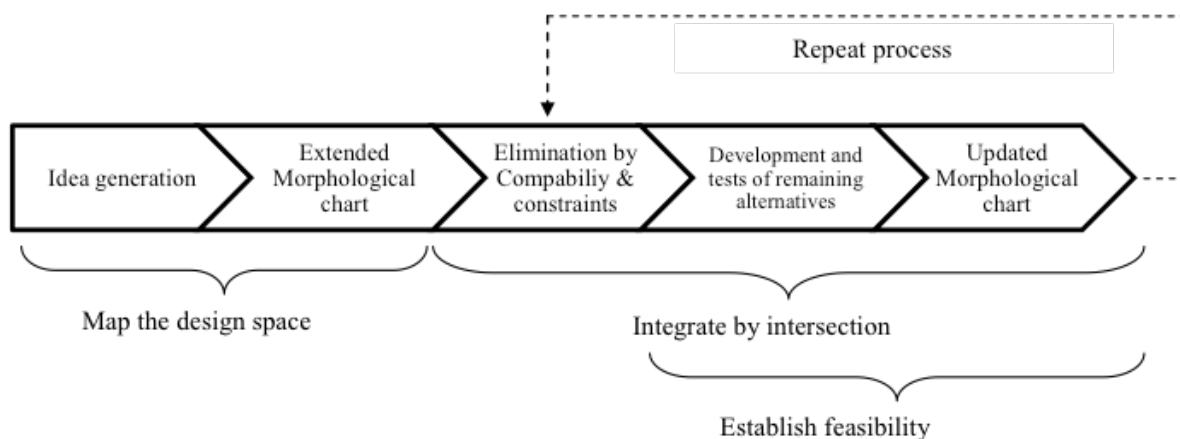 Repeat process
Idea generation
Extended
Morphological
chart
Elimination by
Compabiliy &
constraints
Development and
tests of remaining
alternatives
Updated
Morphological
chart
Map the design space
Integrate by intersection
Establish feasibility